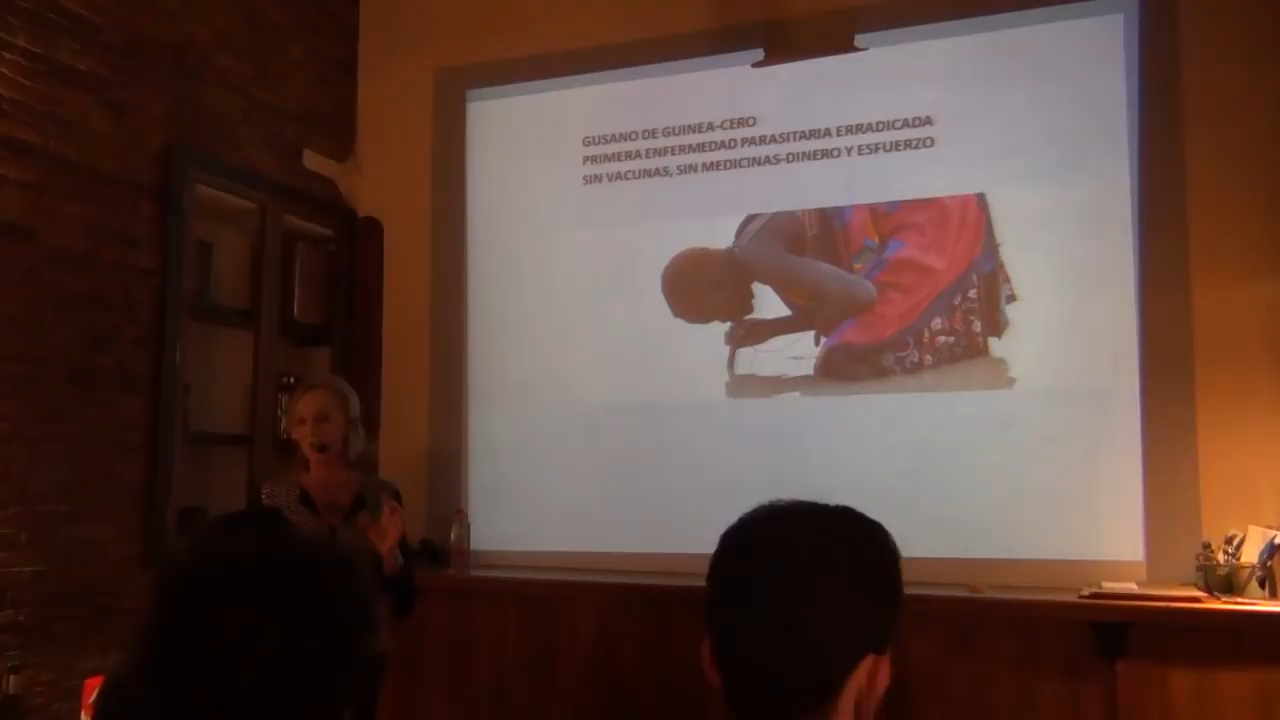 GUSANO DE GUINEA-CERO
PRIMERA ENFERMEDAD PARASITARIA ERRADICADA
SIN VACUNAS, SIN MEDICINAS-DINERO Y ESFUERZO